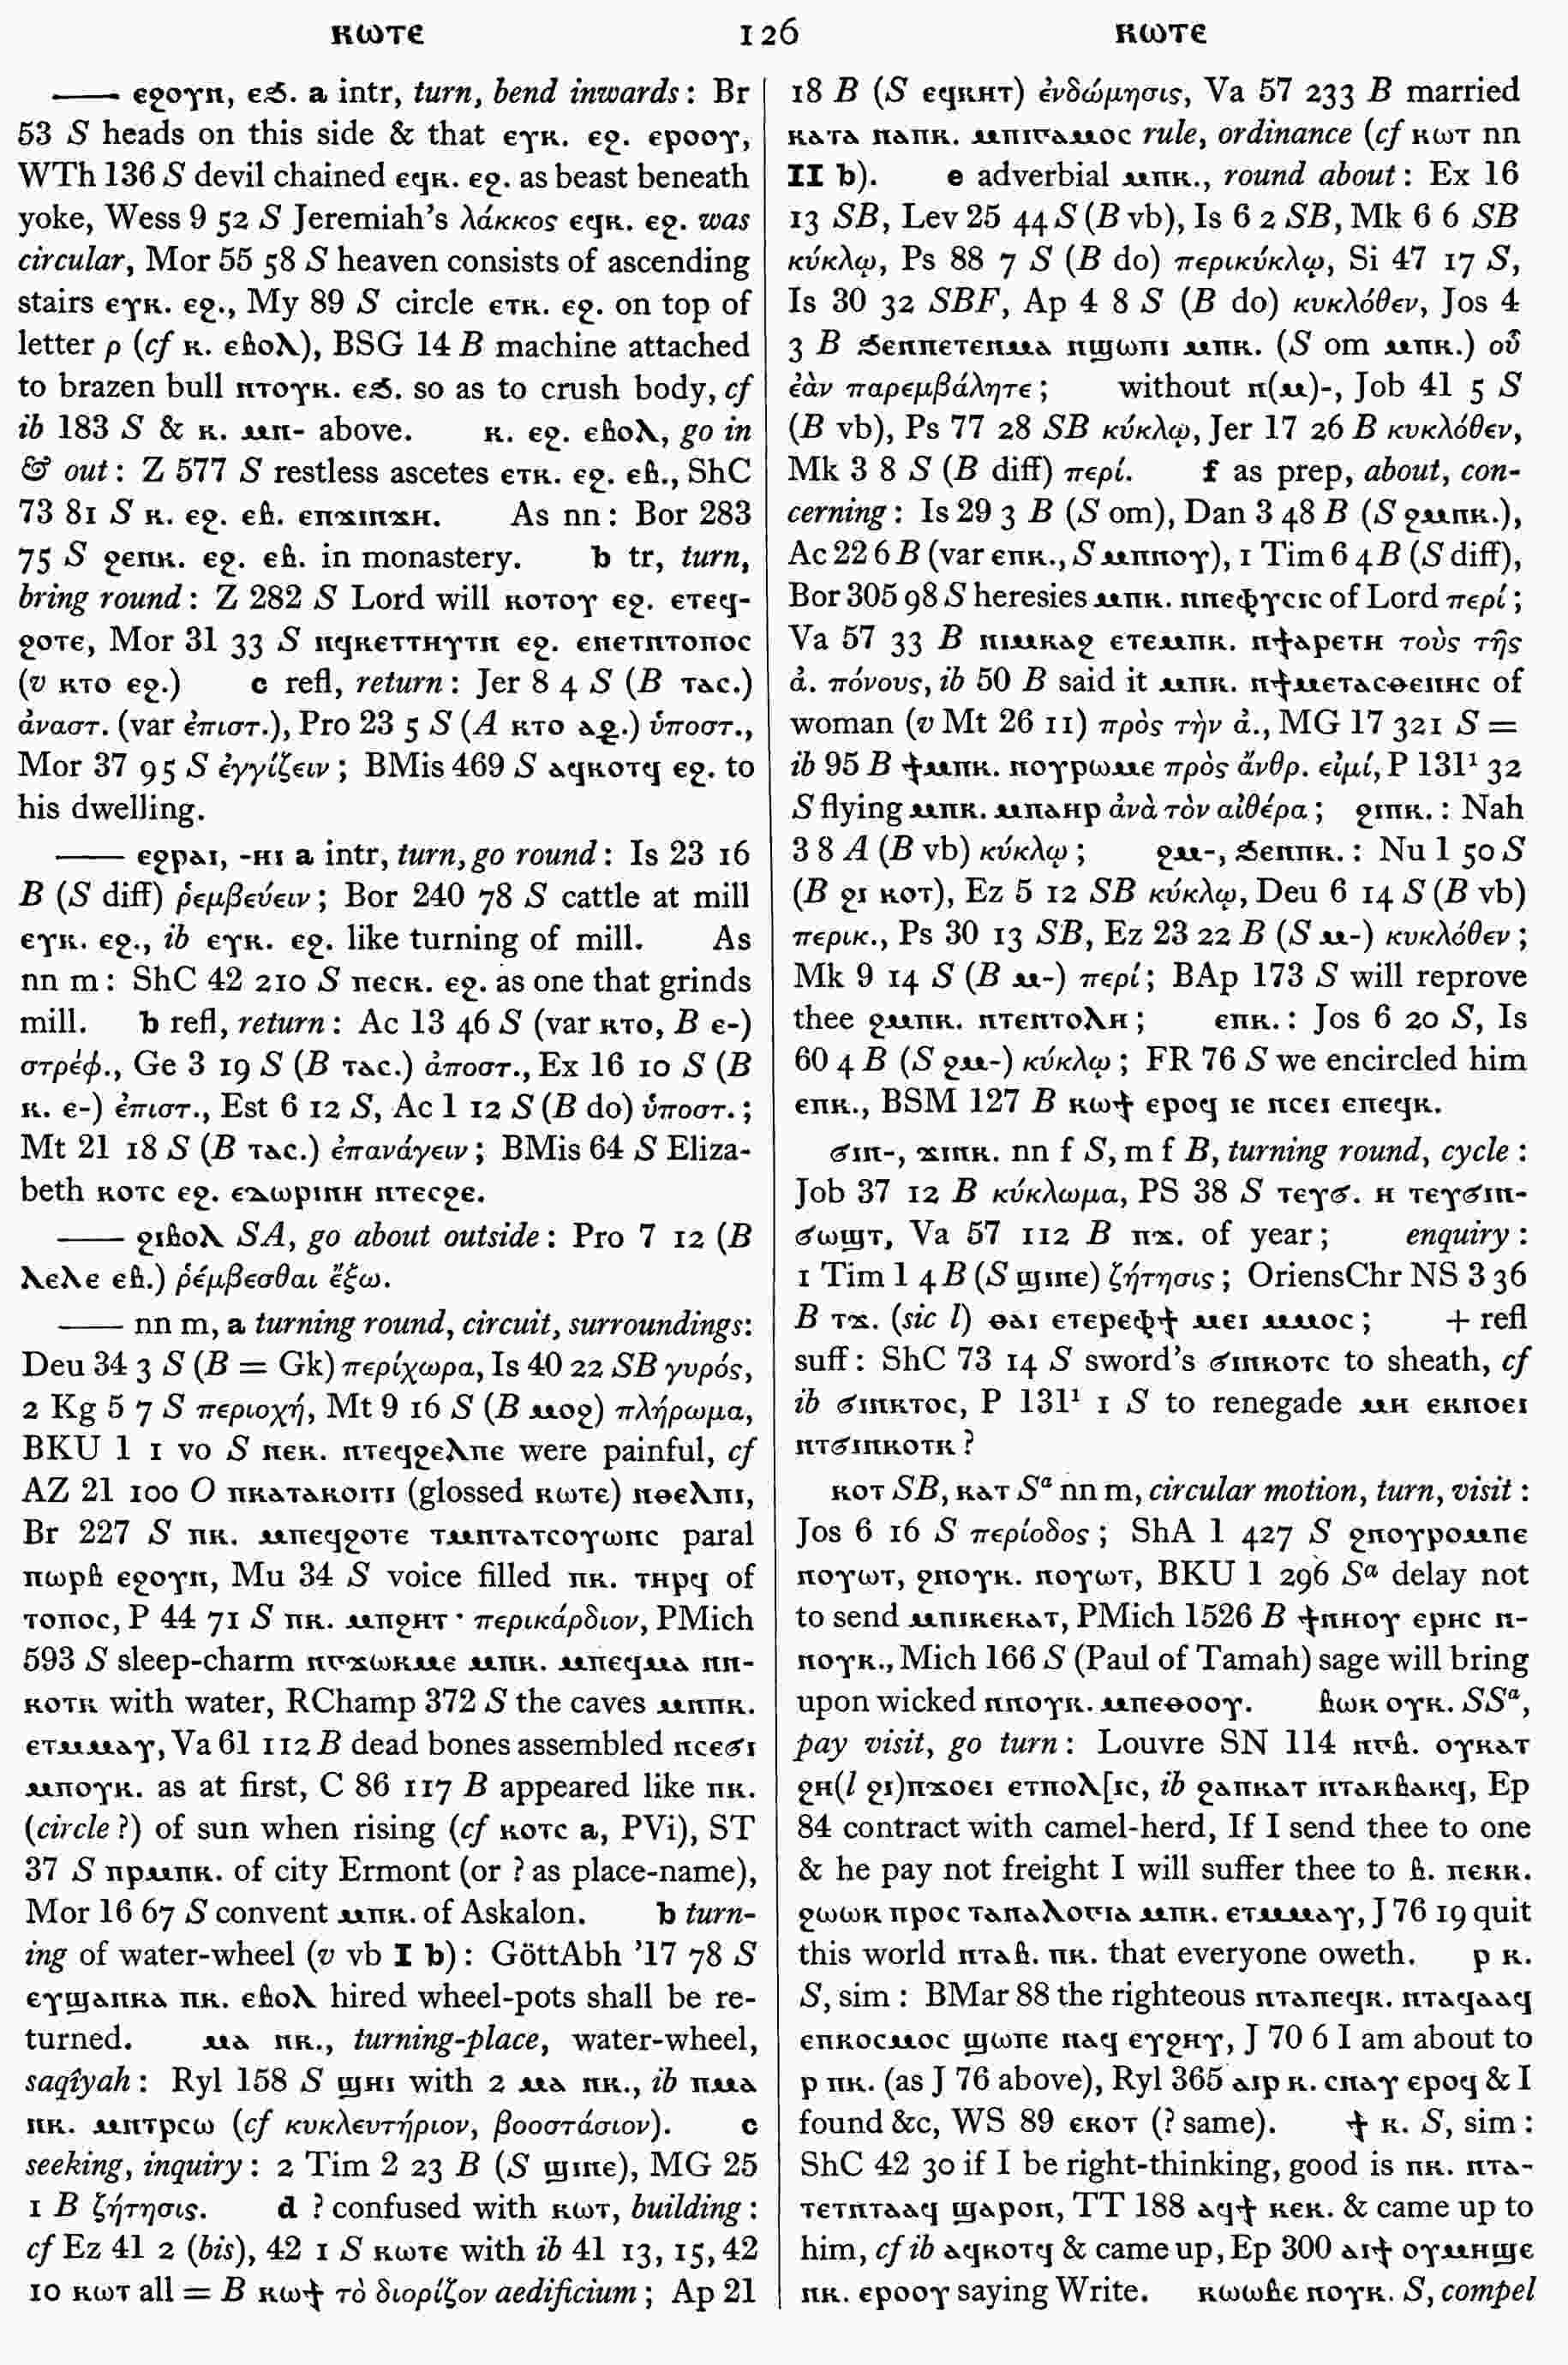 ⲕⲱⲧⲉ 126 ⲕⲱⲧⲉ
—— ⲉϩⲟⲩⲛ, ⲉϧ. a intr, turn, bend inwards: Br
53 S heads on this side & that ⲉⲩⲕ. ⲉϩ. ⲉⲣⲟⲟⲩ,
WTh 136 S devil chained ⲉϥⲕ. ⲉϩ. as beast beneath
yoke, Wess 9 52 S Jeremiah's λάκκος ⲉϥⲕ. ⲉϩ. was
circular, Mor 55 58 S heaven consists of ascending
stairs ⲉⲩⲕ. ⲉϩ., My 89 S circle ⲉⲧⲕ. ⲉϩ. on top of
letter ρ (cf ⲕ. ⲉⲃⲟⲗ), BSG 14 B machine attached
to brazen bull ⲛⲧⲟⲩⲕ. ⲉϧ. so as to crush body, cf
ib 183 S & ⲕ. ⲙⲛ- above. ⲕ. ⲉϩ. ⲉⲃⲟⲗ, go in
& out: Z 577 S restless ascetes ⲉⲧⲕ. ⲉϩ. ⲉⲃ., ShC
73 81 S ⲕ. ⲉϩ. ⲉⲃ. ⲉⲡϫⲓⲛϫⲏ. As nn: Bor 283
75 S ϩⲉⲛⲕ. ⲉϩ. ⲉⲃ. in monastery. b tr, turn,
bring round: Z 282 S Lord will ⲕⲟⲧⲟⲩ ⲉϩ. ⲉⲧⲉϥ-
ϩⲟⲧⲉ, Mor 31 33 S ⲛϥⲕⲉⲧⲧⲏⲩⲧⲛ ⲉϩ. ⲉⲡⲉⲧⲛⲧⲟⲡⲟⲥ
(v ⲕⲧⲟ ⲉϩ.) c refl, return: Jer 8 4 S (B ⲧⲁⲥ.)
ἀναστ. (var ἐπιστ.), Pro 23 5 S (A ⲕⲧⲟ ⲁϩ.) ὑποστ.,
Mor 37 95 S ἐγγίζειν; BMis 469 S ⲁϥⲕⲟⲧϥ ⲉϩ. to
his dwelling.
—— ⲉϩⲣⲁⲓ, -ⲏⲓ a intr, turn, go round: Is 23 16
B (S diff) ῥεμβεύειν; Bor 240 78 S cattle at mill
ⲉⲩⲕ. ⲉϩ., ib ⲉⲩⲕ. ⲉϩ. like turning of mill. As
nn m: ShC 42 210 S ⲡⲉⲥⲕ. ⲉϩ. as one that grinds
mill. b refl, return: Ac 13 46 S (var ⲕⲧⲟ, B ⲉ-)
στρέφ., Ge 3 19 S (B ⲧⲁⲥ.) ἀποστ., Ex 16 10 S (B
ⲕ. ⲉ-) ἐπιστ., Est 6 12 S, Ac 1 12 S (B do) ὑποστ.;
Mt 21 18 S (B ⲧⲁⲥ.) ἐπανάγειν; BMis 64 S Eliza-
beth ⲕⲟⲧⲥ ⲉϩ. ⲉϫⲱⲣⲓⲛⲏ ⲛⲧⲉⲥϩⲉ.
—— ϩⲓⲃⲟⲗ SA, go about outside: Pro 7 12 (B
ⲗⲉⲗⲉ ⲉⲃ.) ῥέμβεσθαι ἔξω.
—— nn m, a turning round, circuit, surroundings:
Deu 34 3 S (B = Gk) περίχωρα, Is 40 22 SB γυρός,
2 Kg 5 7 S περιοχή, Mt 9 16 S (B ⲙⲟϩ) πλήρωμα,
BKU 1 1 vo S ⲡⲉⲕ. ⲛⲧⲉϥϩⲉⲗⲡⲉ were painful, cf
AZ 21 100 O ⲡⲕⲁⲧⲁⲕⲟⲓⲧⲓ (glossed ⲕⲱⲧⲉ) ⲛⲑⲉⲗⲡⲓ,
Br 227 S ⲡⲕ. ⲙⲡⲉϥϩⲟⲧⲉ ⲧⲙⲛⲧⲁⲧⲥⲟⲩⲱⲛⲥ paral
ⲡⲱⲣⲃ ⲉϩⲟⲩⲛ, Mu 34 S voice filled ⲡⲕ. ⲧⲏⲣϥ of
ⲧⲟⲡⲟⲥ, P 44 71 S ⲡⲕ. ⲙⲡϩⲏⲧ · περικάρδιον, PMich
593 S sleep-charm ⲛⲅϫⲱⲕⲙⲉ ⲙⲡⲕ. ⲙⲡⲉϥⲙⲁ ⲛⲛ-
ⲕⲟⲧⲕ with water, RChamp 372 S the caves ⲙⲡⲡⲕ.
ⲉⲧⲙⲙⲁⲩ, Va 61 112 B dead bones assembled ⲛⲥⲉϭⲓ
ⲙⲡⲟⲩⲕ. as at first, C 86 117 B appeared like ⲡⲕ.
(circle ?) of sun when rising (cf ⲕⲟⲧⲥ a, PVi), ST
37 S ⲡⲣⲙⲡⲕ. of city Ermont (or ? as place-name),
Mor 16 67 S convent ⲙⲡⲕ. of Askalon. b turn-
ing of water-wheel (v vb I b): GöttAbh '17 78 S
ⲉⲩϣⲁⲛⲕⲁ ⲡⲕ. ⲉⲃⲟⲗ hired wheel-pots shall be re-
turned. ⲙⲁ ⲛⲕ., turning-place, water-wheel,
saqîyah: Ryl 158 S ϣⲏⲓ with 2 ⲙⲁ ⲛⲕ., ib ⲡⲙⲁ
ⲛⲕ. ⲙⲛⲧⲣⲥⲱ (cf κυκλευτήριον, βοοστάσιον). c
seeking, inquiry: 2 Tim 2 23 B (S ϣⲓⲛⲉ), MG 25
1 B ζήτησις. d ? confused with ⲕⲱⲧ, building:
cf Ez 41 2 (bis), 42 1 S ⲕⲱⲧⲉ with ib 41 13, 15, 42
10 ⲕⲱⲧ all = B ⲕⲱϯ τὸ διορίζον aedificium; Ap 21
18 B (S ⲉϥⲕⲏⲧ) ἐνδώμησις, Va 57 233 B married
ⲕⲁⲧⲁ ⲡⲁⲡⲕ. ⲙⲡⲓⲅⲁⲙⲟⲥ rule, ordinance (cf ⲕⲱⲧ nn
II b). e adverbial ⲙⲡⲕ., round about: Ex 16
13 SB, Lev 25 44 S (B vb), Is 6 2 SB, Mk 6 6 SB
κύκλῳ, Ps 88 7 S (B do) περικύκλῳ, Si 47 17 S,
Is 30 32 SBF, Ap 4 8 S (B do) κυκλόθεν, Jos 4
3 B ϧⲉⲛⲡⲉⲧⲉⲛⲙⲁ ⲛϣⲱⲡⲓ ⲙⲡⲕ. (S om ⲙⲡⲕ.) οὗ
ἐὰν παρεμβάλητε; without ⲛ(ⲙ)-, Job 41 5 S
(B vb), Ps 77 28 SB κύκλῳ, Jer 17 26 B κυκλόθεν,
Mk 3 8 S (B diff) περί. f as prep, about, con-
cerning: Is 29 3 B (S om), Dan 3 48 B (S ϩⲙⲡⲕ.),
Ac 22 6 B (var ⲉⲡⲕ., S ⲙⲡⲛⲟⲩ), 1 Tim 6 4 B (S diff),
Bor 305 98 S heresies ⲙⲡⲕ. ⲛⲛⲉⲫⲩⲥⲓⲥ of Lord περί;
Va 57 33 B ⲛⲓⲙⲕⲁϩ ⲉⲧⲉⲙⲡⲕ. ⲛϯⲁⲣⲉⲧⲏ τοὺς τῆς
ἀ. πόνους, ib 50 B said it ⲙⲡⲕ. ⲛϯⲙⲉⲧⲁⲥⲑⲉⲛⲏⲥ of
woman (v Mt 26 11) πρὸς τὴν ἀ., MG 17 321 S =
ib 95 B ϯⲙⲡⲕ. ⲛⲟⲩⲣⲱⲙⲉ πρὸς ἄνθρ. εἰμί, P 131¹ 32
S flying ⲙⲡⲕ. ⲙⲡⲁⲏⲣ ἀνὰ τὸν αἰθέρα; ϩⲓⲡⲕ.: Nah
3 8 A (B vb) κύκλῳ; ϩⲙ-, ϧⲉⲛⲡⲕ.: Nu 1 50 S
(B ϩⲓ ⲕⲟⲧ), Ez 5 12 SB κύκλῳ, Deu 6 14 S (B vb)
περικ., Ps 30 13 SB, Ez 23 22 B (S ⲙ-) κυκλόθεν;
Mk 9 14 S (B ⲙ-) περί; BAp 173 S will reprove
thee ϩⲙⲡⲕ. ⲛⲧⲉⲛⲧⲟⲗⲏ; ⲉⲡⲕ.: Jos 6 20 S, Is
60 4 B (S ϩⲙ-) κύκλῳ; FR 76 S we encircled him
ⲉⲡⲕ., BSM 127 B ⲕⲱϯ ⲉⲣⲟϥ ⲓⲉ ⲛⲥⲉⲓ ⲉⲡⲉϥⲕ.
ϭⲓⲛ-, ϫⲓⲛⲕ. nn f S, m f B, turning round, cycle:
Job 37 12 B κύκλωμα, PS 38 S ⲧⲉⲩϭ. ⲏ ⲧⲉⲩϭⲓⲛ-
ϭⲱϣⲧ, Va 57 112 B ⲡϫ. of year; enquiry:
1 Tim 1 4 B (S ϣⲓⲛⲉ) ζήτησις; OriensChr NS 3 36
B ⲧϫ. (sic l) ⲑⲁⲓ ⲉⲧⲉⲣⲉⲫϯ ⲙⲉⲓ ⲙⲙⲟⲥ; + refl
suff: ShC 73 14 S sword's ϭⲓⲛⲕⲟⲧⲥ to sheath, cf
ib ϭⲓⲛⲕⲧⲟⲥ, P 131¹ 1 S to renegade ⲙⲏ ⲉⲕⲛⲟⲉⲓ
ⲛⲧϭⲓⲛⲕⲟⲧⲕ?
ⲕⲟⲧ SB, ⲕⲁⲧ Sᵃ nn m, circular motion, turn, visit:
Jos 6 16 S περίοδος; ShA 1 427 S ϩⲛⲟⲩⲣⲟⲙⲡⲉ
ⲛⲟⲩⲱⲧ, ϩⲛⲟⲩⲕ. ⲛⲟⲩⲱⲧ, BKU 1 296 Sᵃ delay not
to send ⲙⲡⲓⲕⲉⲕⲁⲧ, PMich 1526 B ϯⲛⲏⲟⲩ ⲉⲣⲏⲥ ⲛ-
ⲛⲟⲩⲕ., Mich 166 S (Paul of Tamah) sage will bring
upon wicked ⲛⲛⲟⲩⲕ. ⲙⲡⲉⲑⲟⲟⲩ. ⲃⲱⲕ ⲟⲩⲕ. SSᵃ,
pay visit, go turn: Louvre SN 114 ⲛⲅⲃ. ⲟⲩⲕⲁⲧ
ϩⲏ(l ϩⲓ)ⲡϫⲟⲉⲓ ⲉⲧⲡⲟⲗ[ⲓⲥ, ib ϩⲁⲡⲕⲁⲧ ⲛⲧⲁⲕⲃⲁⲕϥ, Ep
84 contract with camel-herd, If I send thee to one
& he pay not freight I will suffer thee to ⲃ. ⲡⲉⲕⲕ.
ϩⲱⲱⲕ ⲡⲣⲟⲥ ⲧⲁⲡⲁⲗⲟⲅⲓⲁ ⲙⲡⲕ. ⲉⲧⲙⲙⲁⲩ, J 76 19 quit
this world ⲛⲧⲁⲃ. ⲡⲕ. that everyone oweth. ⲣ ⲕ.
S, sim: BMar 88 the righteous ⲛⲧⲁⲡⲉϥⲕ. ⲛⲧⲁϥⲁⲁϥ
ⲉⲡⲕⲟⲥⲙⲟⲥ ϣⲱⲡⲉ ⲛⲁϥ ⲉⲩϩⲏⲩ, J 70 6 I am about to
ⲣ ⲡⲕ. (as J 76 above), Ryl 365 ⲁⲓⲣ ⲕ. ⲥⲛⲁⲩ ⲉⲣⲟϥ & I
found &c, WS 89 ⲉⲕⲟⲧ (? same). ϯ ⲕ. S, sim:
ShC 42 30 if I be right-thinking, good is ⲡⲕ. ⲛⲧⲁ-
ⲧⲉⲧⲛⲧⲁⲁϥ ϣⲁⲣⲟⲛ, TT 188 ⲁϥϯ ⲕⲉⲕ. & came up to
him, cf ib ⲁϥⲕⲟⲧϥ & came up, Ep 300 ⲁⲓϯ ⲟⲩⲙⲏϣⲉ
ⲛⲕ. ⲉⲣⲟⲟⲩ saying Write. ⲕⲱⲱⲃⲉ ⲛⲟⲩⲕ. S, compel